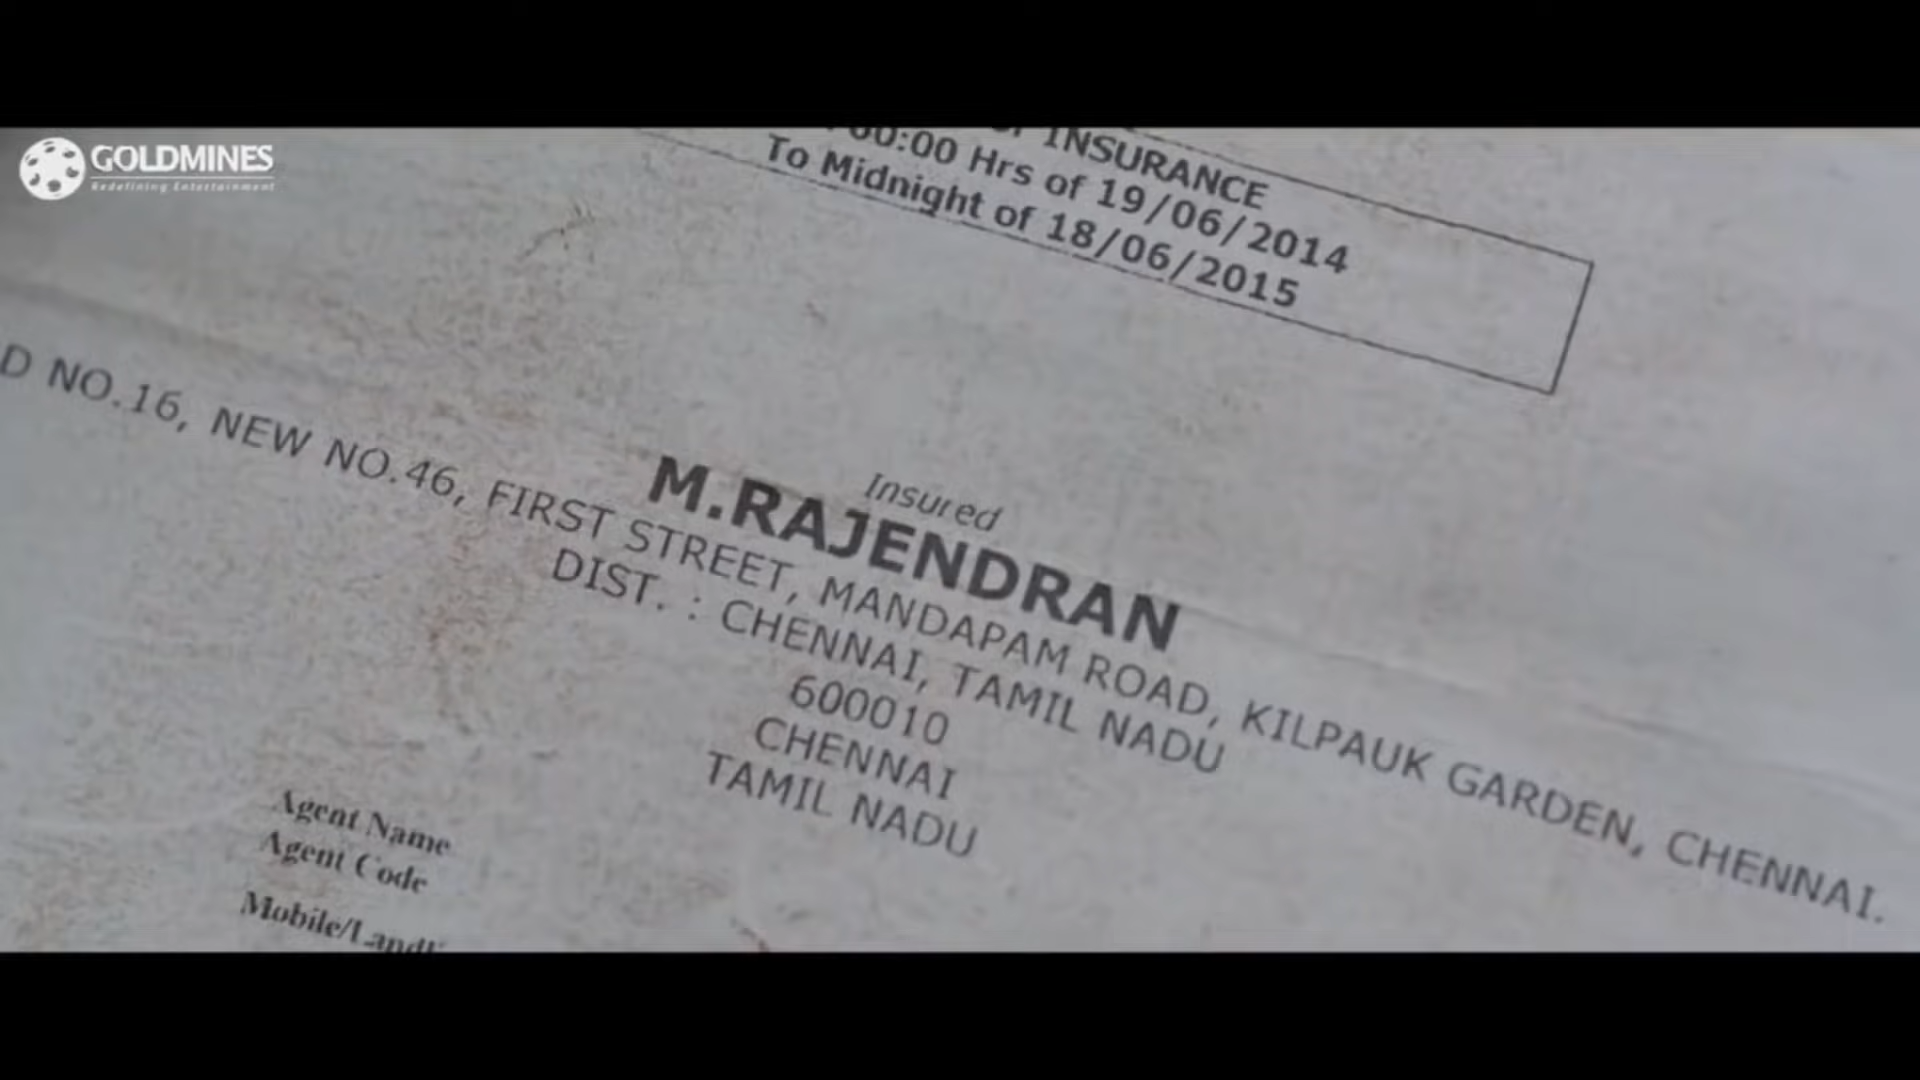 GOLDMINES
Redefining Entertainment
INSURANCE
00:00 Hrs of 19/06/2014
To Midnight of 18/06/2015
Insured
M.RAJENDRAN
D NO.16, NEW NO.46, FIRST STREET, MANDAPAM ROAD, KILPAUK GARDEN, CHENNAI.
DIST. : CHENNAI, TAMIL NADU
600010
CHENNAI
TAMIL NADU
Agent Name
Agent Code